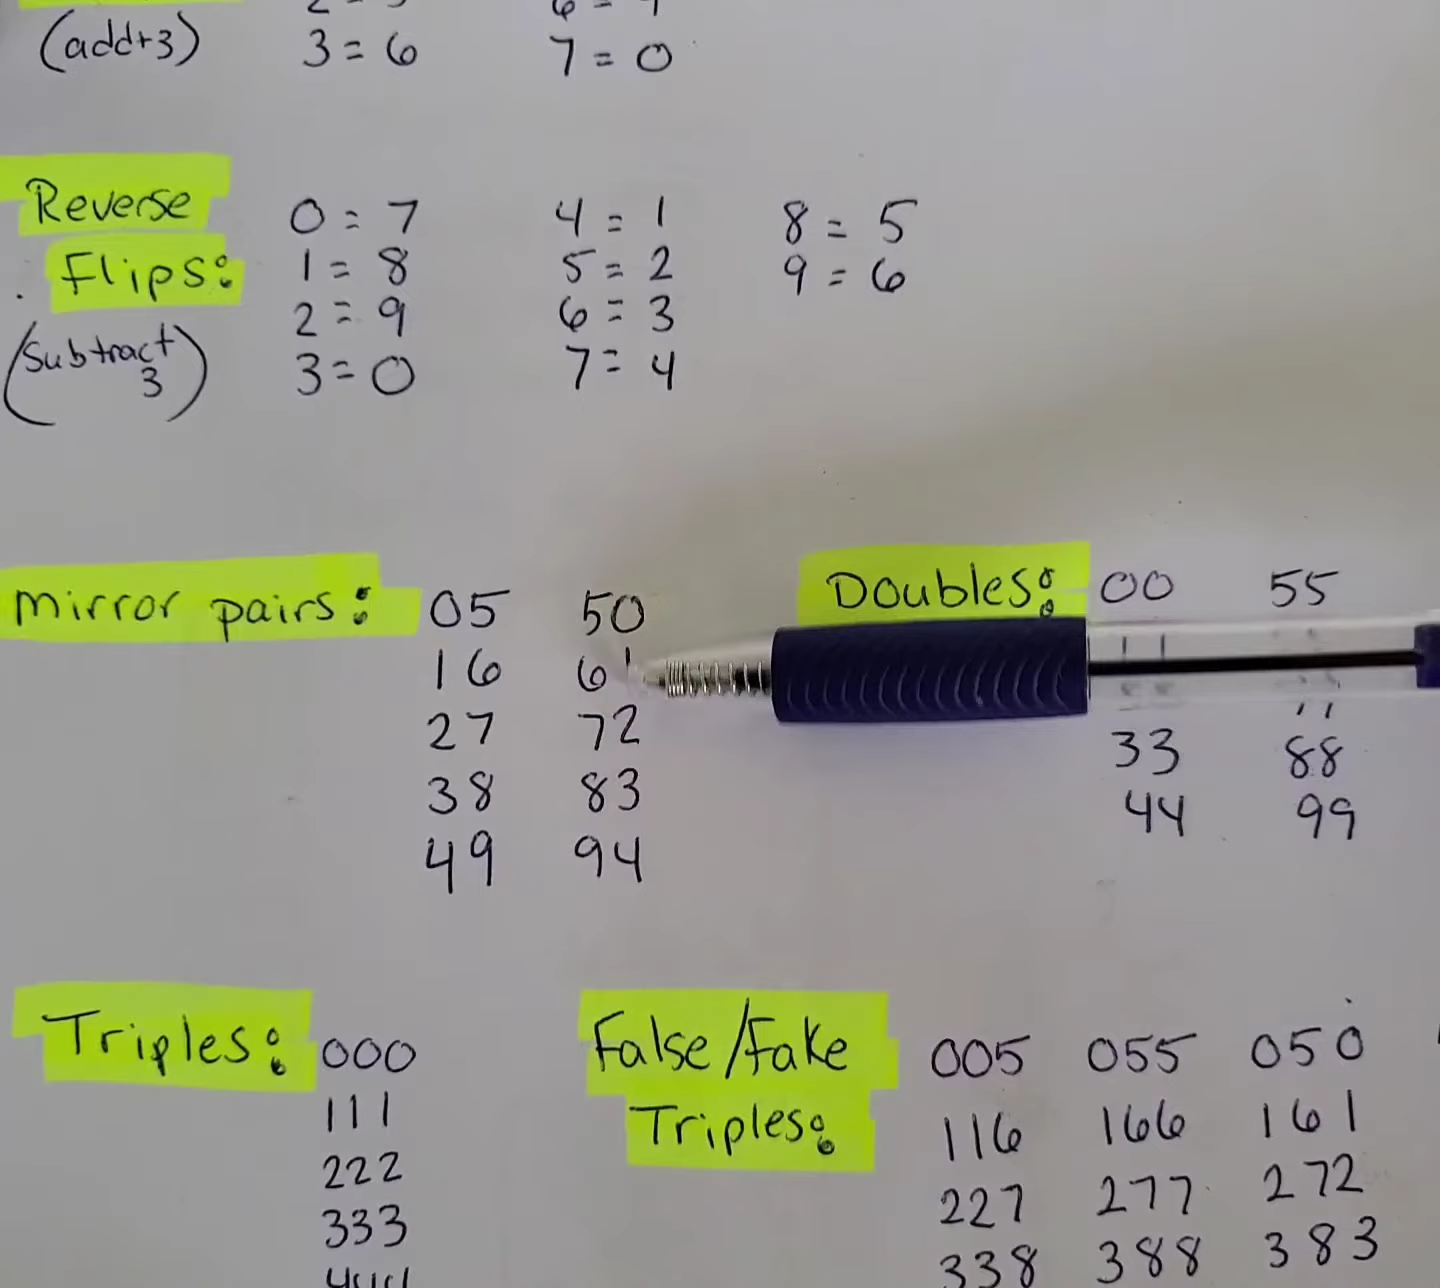 (add+3) 3 = 6 7 = 0
Reverse 0 = 7 4 = 1 8 = 5
Flips: 1 = 8 5 = 2 9 = 6
(Subtract 3) 2 = 9 6 = 3
3 = 0 7 = 4
Mirror pairs: 05 50
16 61
27 72
38 83
49 94
Doubles: 00 55
11
33 88
44 99
Triples: 000
111
222
333
False/Fake 005 055 050
Triples: 116 166 161
227 277 272
338 388 383